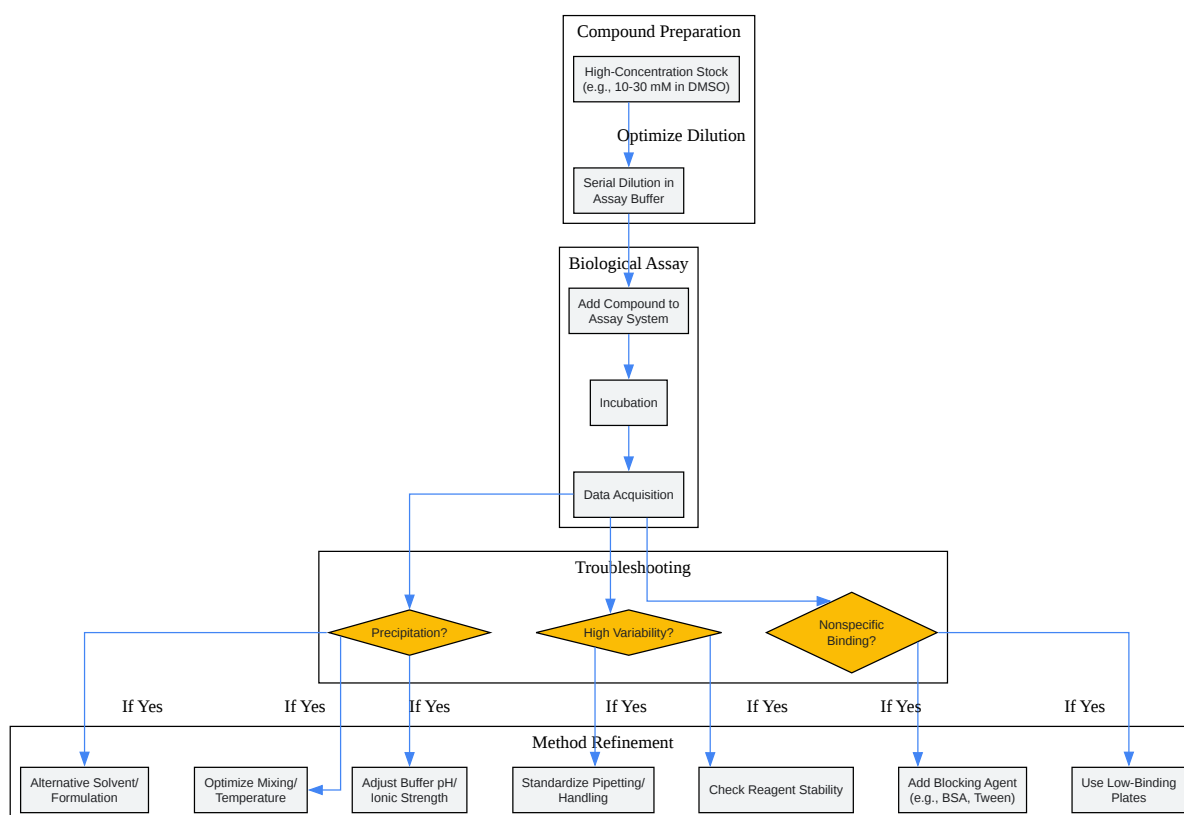 Compound Preparation
High-Concentration Stock
(e.g., 10-30 mM in DMSO)
Optimize Dilution
Serial Dilution in
Assay Buffer
Biological Assay
Add Compound to
Assay System
Incubation
Data Acquisition
Troubleshooting
Precipitation?
High Variability?
Nonspecific
Binding?
If Yes
If Yes
If Yes
If Yes
If Yes
If Yes
If Yes
Method Refinement
Alternative Solvent/
Formulation
Optimize Mixing/
Temperature
Adjust Buffer pH/
Ionic Strength
Standardize Pipetting/
Handling
Check Reagent Stability
Add Blocking Agent
(e.g., BSA, Tween)
Use Low-Binding
Plates